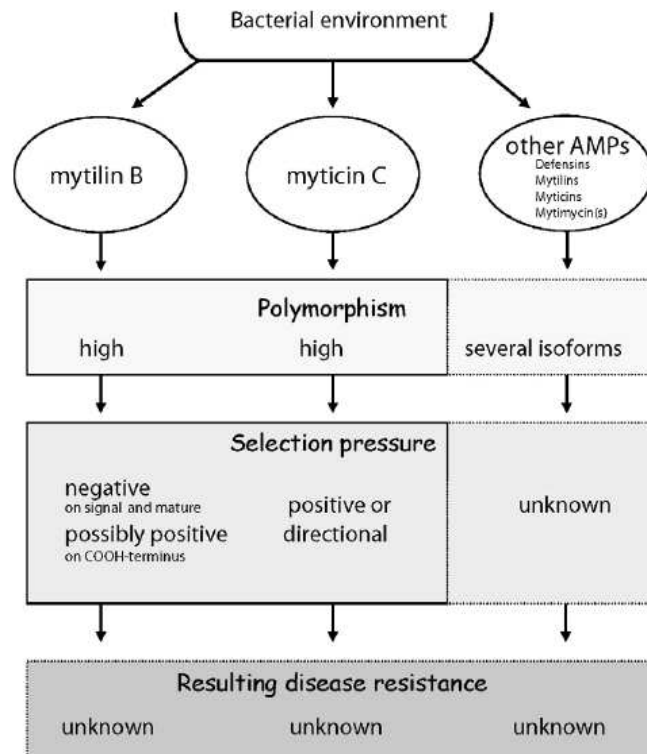 Bacterial environment
mytilin B
myticin C
other AMPs
Defensins
Mytilins
Myticins
Mytimycin(s)
Polymorphism
high
high
several isoforms
Selection pressure
negative
on signal and mature
possibly positive
on COOH-terminus
positive or
directional
unknown
Resulting disease resistance
unknown
unknown
unknown